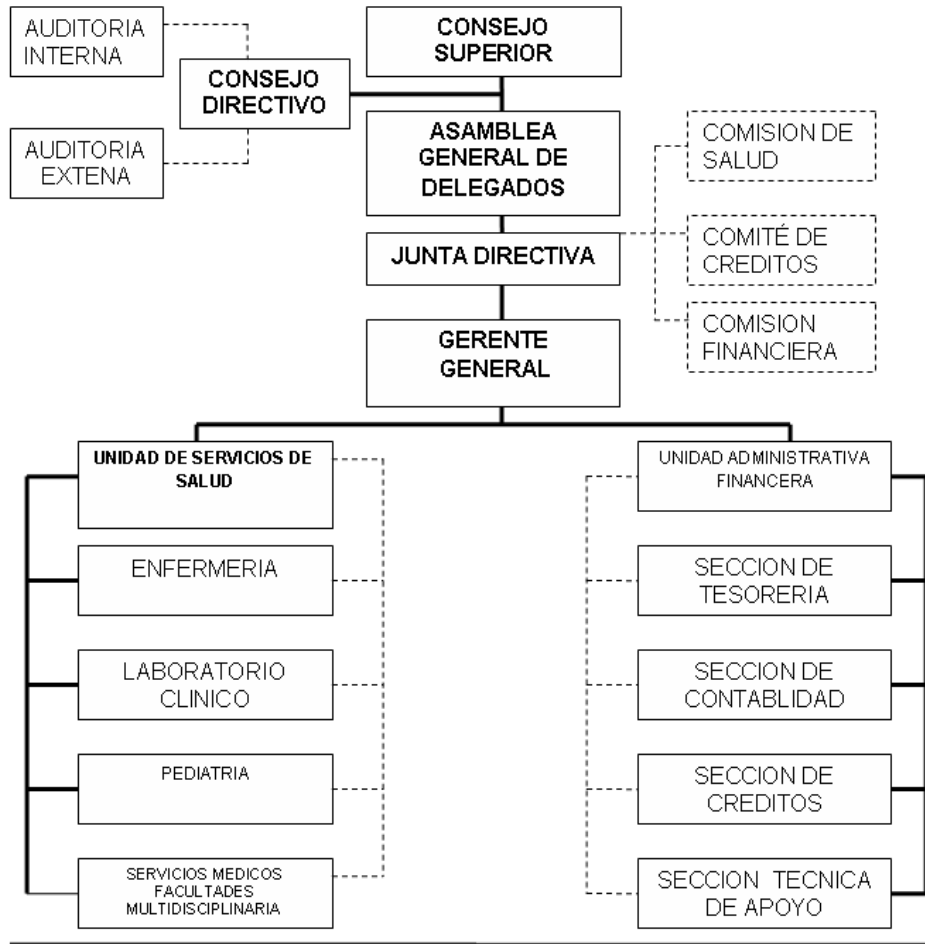 AUDITORIA
INTERNA
CONSEJO
SUPERIOR
CONSEJO
DIRECTIVO
AUDITORIA
EXTENA
ASAMBLEA
GENERAL DE
DELEGADOS
COMISION DE
SALUD
JUNTA DIRECTIVA
COMITÉ DE
CREDITOS
COMISION
FINANCIERA
GERENTE
GENERAL
UNIDAD DE SERVICIOS DE
SALUD
ENFERMERIA
LABORATORIO
CLINICO
PEDIATRIA
SERVICIOS MEDICOS
FACULTADES
MULTIDISCIPLINARIA
UNIDAD ADMINISTRATIVA
FINANCERA
SECCION DE
TESORERIA
SECCION DE
CONTABLIDAD
SECCION DE
CREDITOS
SECCION TECNICA
DE APOYO